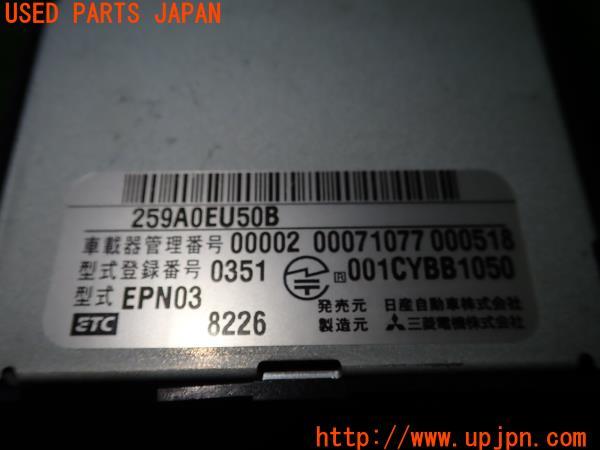 USED PARTS JAPAN
259A0EU50B
車載器管理番号 00002 00071077 000518
型式登録番号 0351 R 001CYBB1050
型式 EPN03 発売元 日産自動車株式会社
ETC 8226 製造元 三菱電機株式会社
http://www.upjpn.com